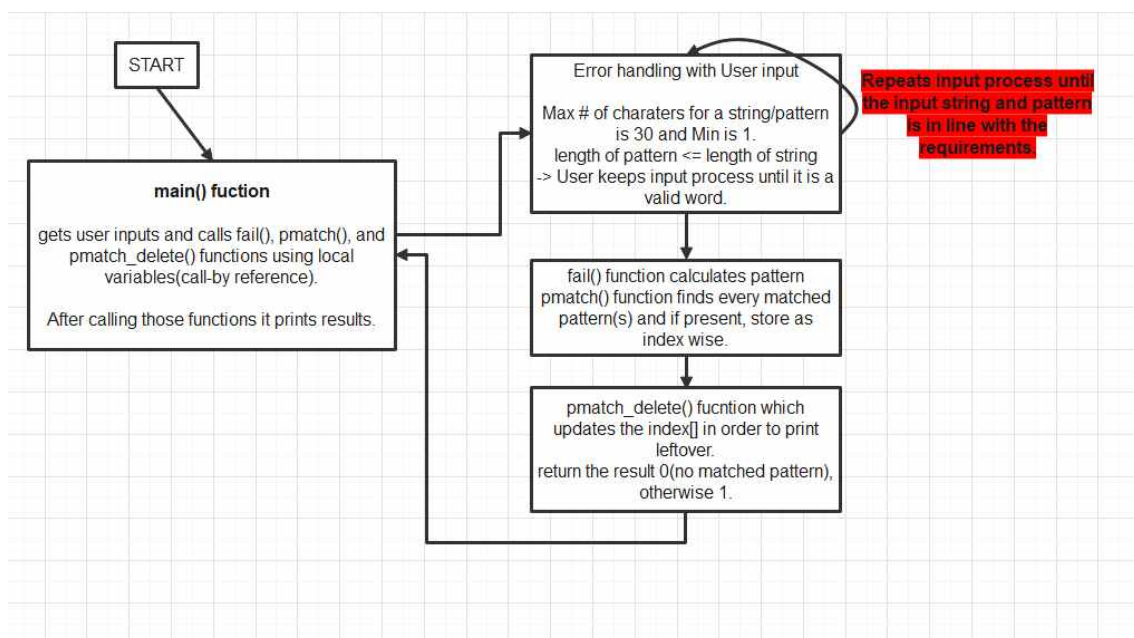 START
main() fuction
gets user inputs and calls fail(), pmatch(), and
pmatch_delete() functions using local
variables(call-by reference).
After calling those functions it prints results.
Error handling with User input
Max # of charaters for a string/pattern
is 30 and Min is 1.
length of pattern <= length of string
-> User keeps input process until it is a
valid word.
Repeats input process until
the input string and pattern
is in line with the
requirements.
fail() function calculates pattern
pmatch() function finds every matched
pattern(s) and if present, store as
index wise.
pmatch_delete() fucntion which
updates the index[] in order to print
leftover.
return the result 0(no matched pattern),
otherwise 1.